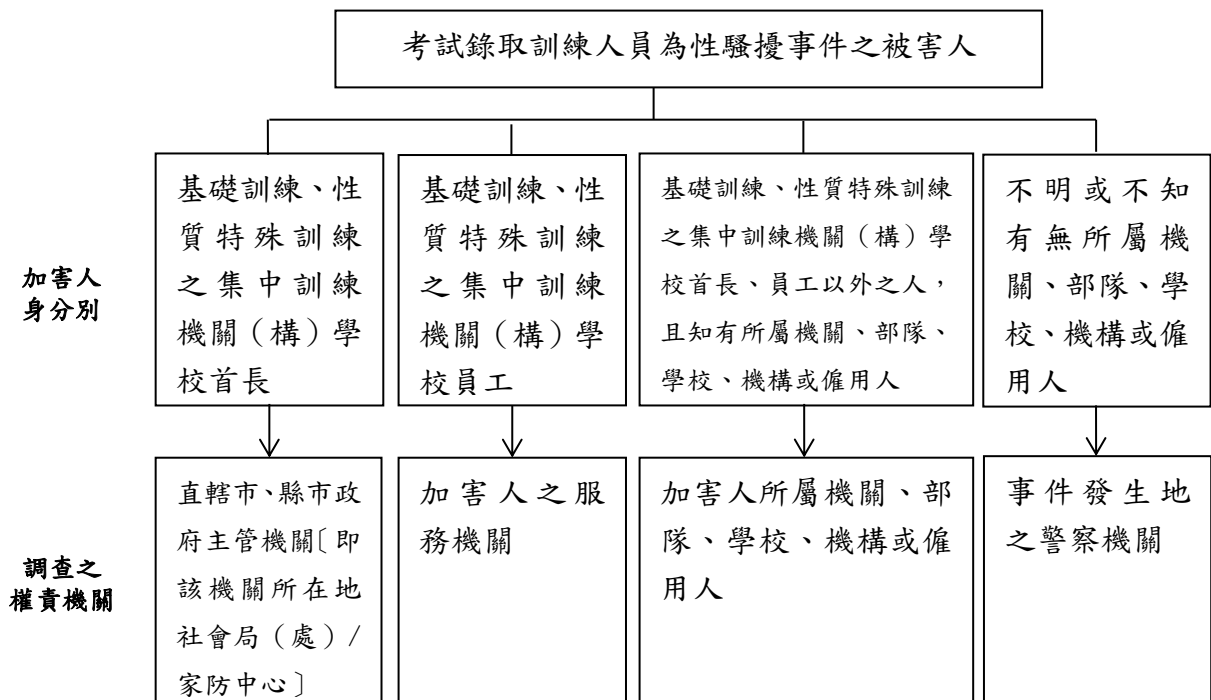 考試錄取訓練人員為性騷擾事件之被害人
加害人
身分別
基礎訓練、性
質特殊訓練
之集中訓練
機關（構）學
校首長
基礎訓練、性
質特殊訓練
之集中訓練
機關（構）學
校員工
基礎訓練、性質特殊訓練
之集中訓練機關（構）學
校首長、員工以外之人，
且知有所屬機關、部隊、
學校、機構或僱用人
不明或不知
有無所屬機
關、部隊、學
校、機構或僱
用人
調查之
權責機關
直轄市、縣市政
府主管機關〔即
該機關所在地
社會局（處）/
家防中心〕
加害人之服
務機關
加害人所屬機關、部
隊、學校、機構或僱
用人
事件發生地
之警察機關